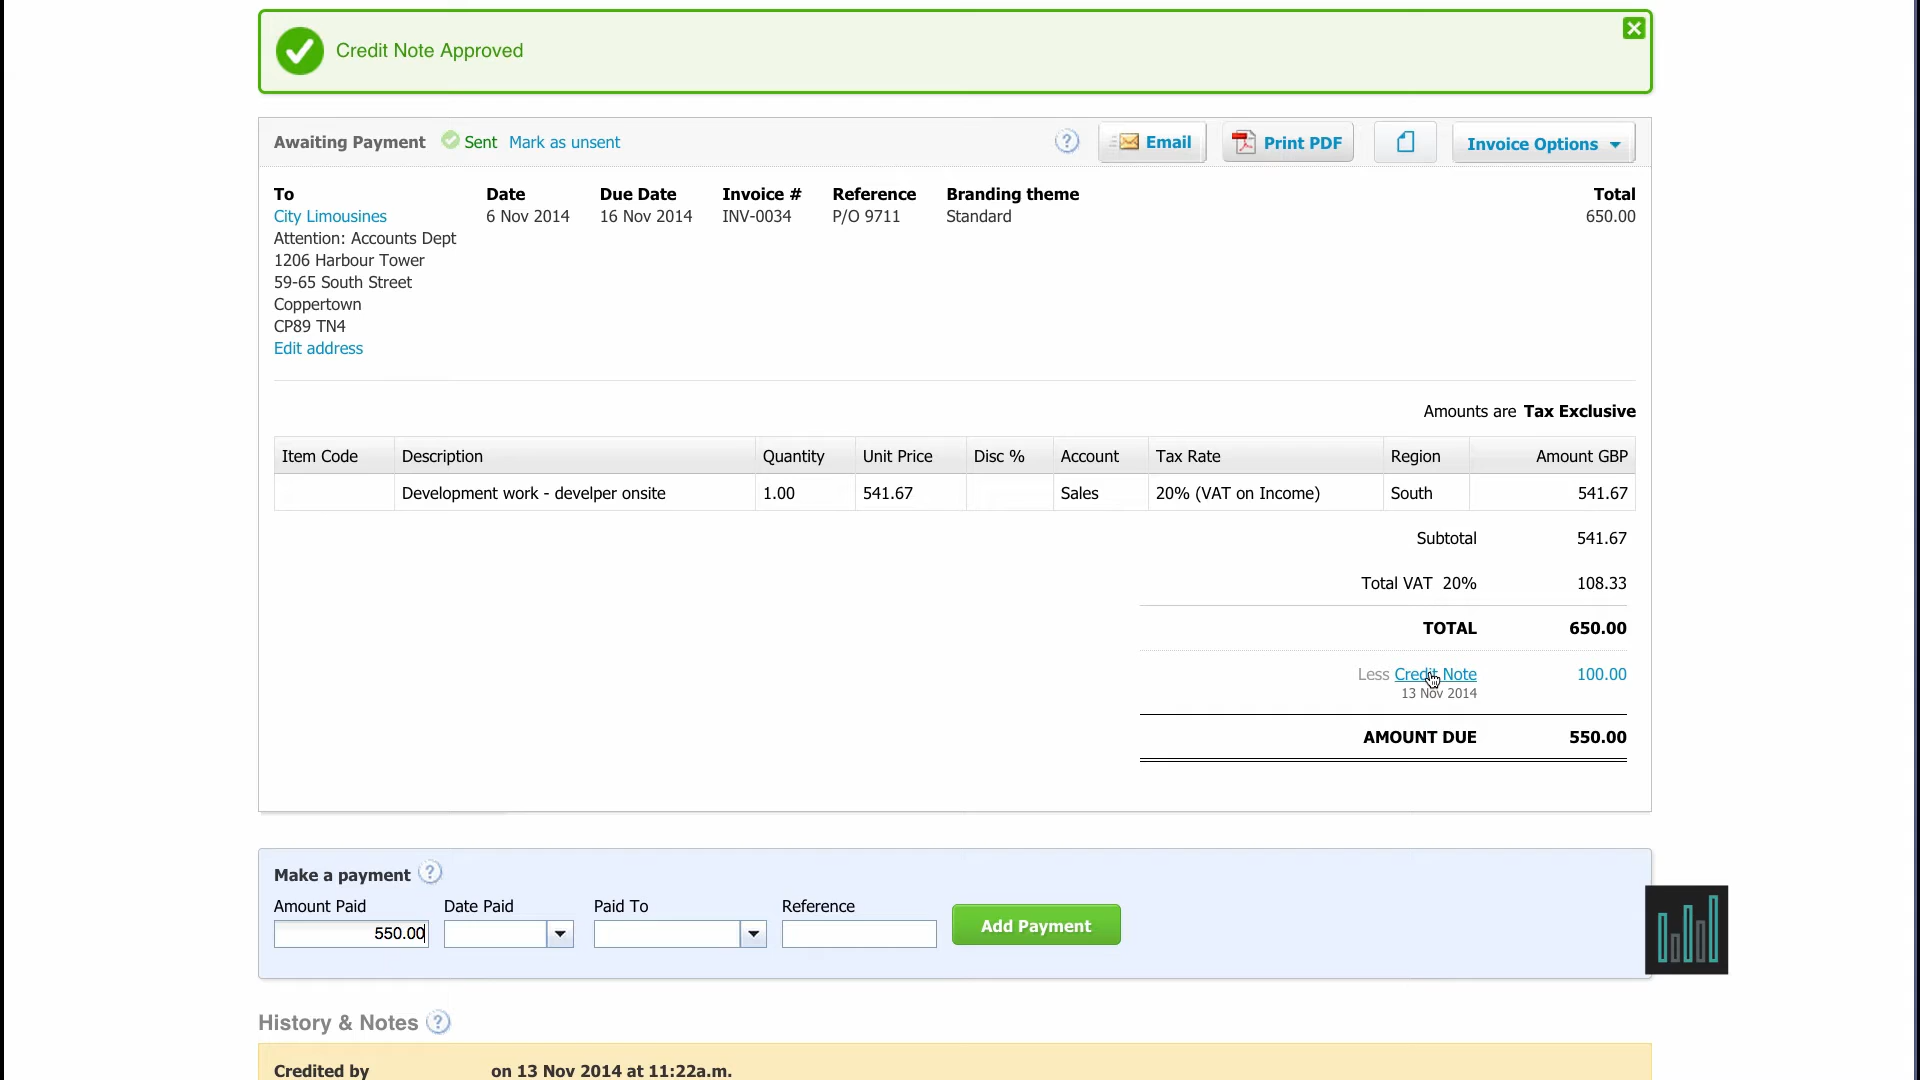 Credit Note Approved
Awaiting Payment Sent Mark as unsent Email Print PDF Invoice Options
To Date Due Date Invoice # Reference Branding theme Total
City Limousines 6 Nov 2014 16 Nov 2014 INV-0034 P/O 9711 Standard 650.00
Attention: Accounts Dept
1206 Harbour Tower
59-65 South Street
Coppertown
CP89 TN4
Edit address
Amounts are Tax Exclusive
Item Code Description Quantity Unit Price Disc % Account Tax Rate Region Amount GBP
Development work - develper onsite 1.00 541.67 Sales 20% (VAT on Income) South 541.67
Subtotal 541.67
Total VAT 20% 108.33
TOTAL 650.00
Less Credit Note 100.00
13 Nov 2014
AMOUNT DUE 550.00
Make a payment ?
Amount Paid Date Paid Paid To Reference
550.00 Add Payment
History & Notes ?
Credited by on 13 Nov 2014 at 11:22a.m.